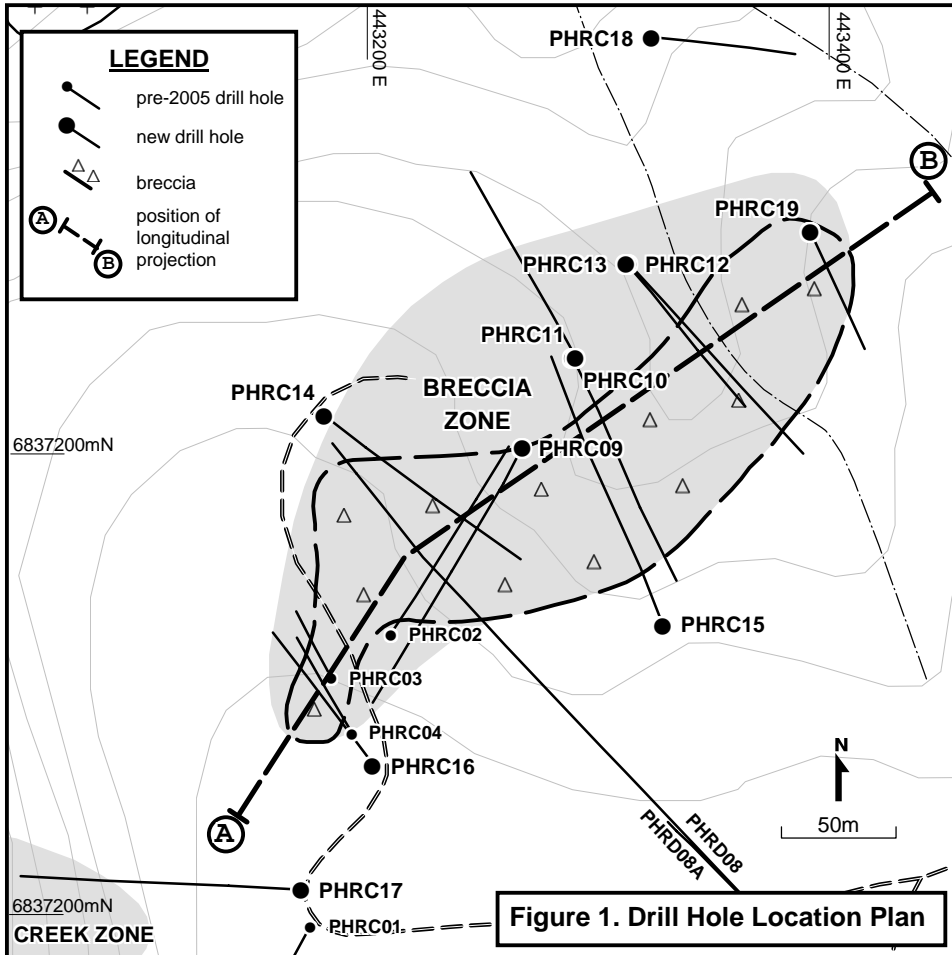 LEGEND
pre-2005 drill hole
new drill hole
breccia
A
position of
longitudinal
projection
B
443200 E
443400 E
PHRC18
B
PHRC19
PHRC13
PHRC12
PHRC11
PHRC10
PHRC14
BRECCIA
ZONE
6837200mN
PHRC09
PHRC02
PHRC15
PHRC03
PHRC04
PHRC16
N
50m
A
PHRD08
PHRD08A
PHRC17
6837200mN
PHRC01
CREEK ZONE
Figure 1. Drill Hole Location Plan